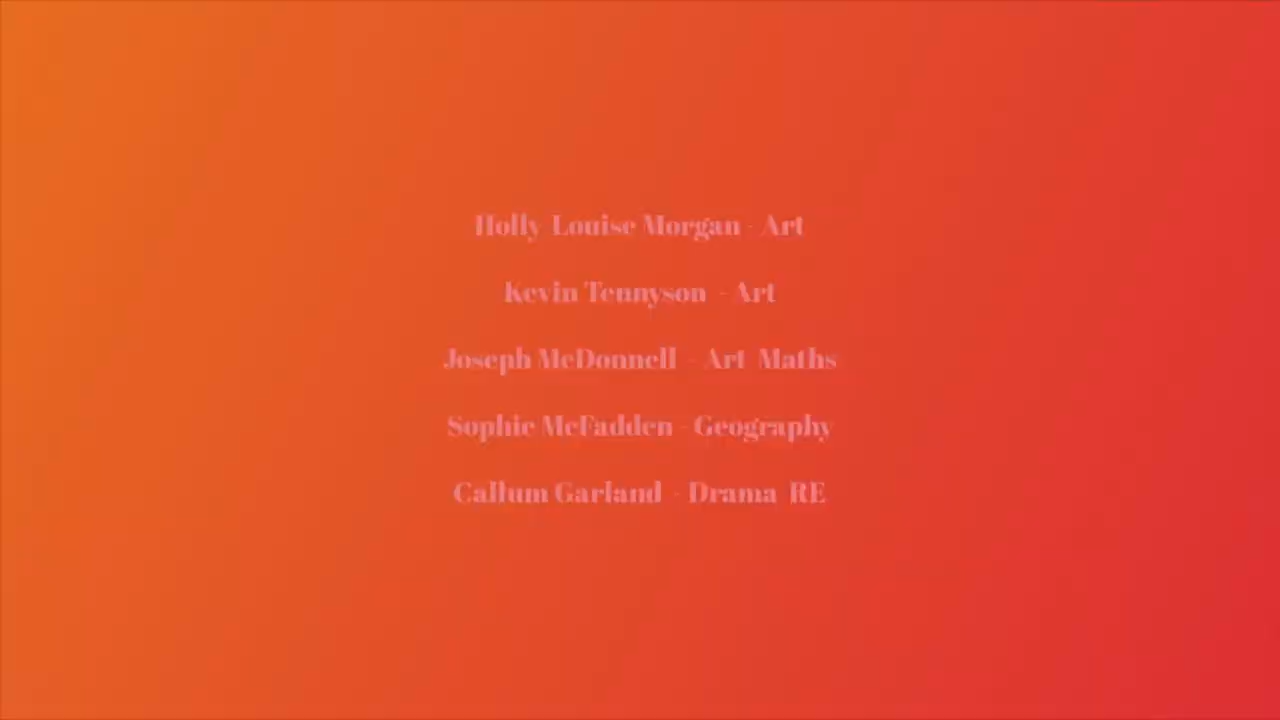 Holly Louise Morgan - Art
Kevin Tennyson - Art
Joseph McDonnell - Art Maths
Sophie McFadden - Geography
Callum Garland - Drama RE